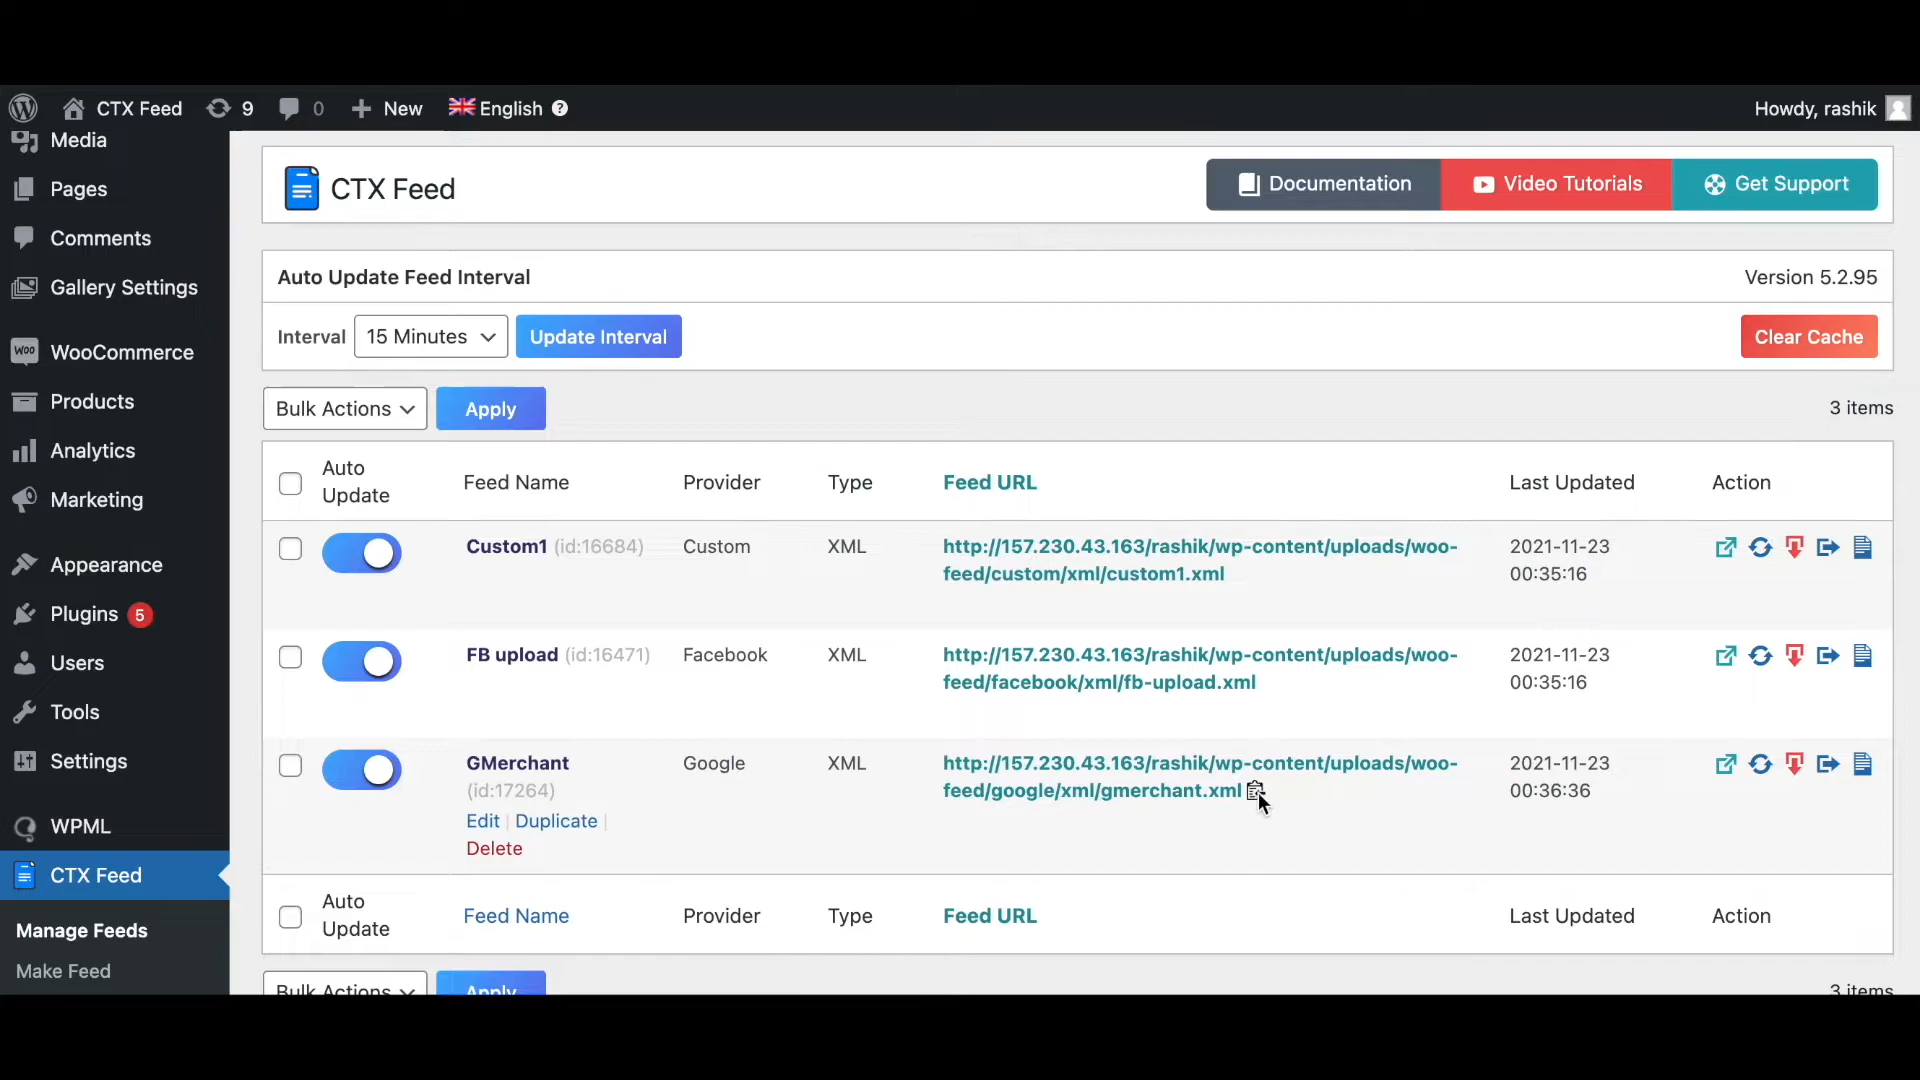 CTX Feed 9 0 New English Howdy, rashik
Media
Pages
Comments
Gallery Settings
WooCommerce
Products
Analytics
Marketing
Appearance
Plugins 5
Users
Tools
Settings
WPML
CTX Feed
Manage Feeds
Make Feed
CTX Feed
Documentation Video Tutorials Get Support
Auto Update Feed Interval Version 5.2.95
Interval 15 Minutes Update Interval Clear Cache
Bulk Actions Apply 3 items
Auto Update Feed Name Provider Type Feed URL Last Updated Action
Custom1 (id:16684) Custom XML http://157.230.43.163/rashik/wp-content/uploads/woo- 2021-11-23
feed/custom/xml/custom1.xml 00:35:16
FB upload (id:16471) Facebook XML http://157.230.43.163/rashik/wp-content/uploads/woo- 2021-11-23
feed/facebook/xml/fb-upload.xml 00:35:16
GMerchant Google XML http://157.230.43.163/rashik/wp-content/uploads/woo- 2021-11-23
(id:17264) feed/google/xml/gmerchant.xml 00:36:36
Edit | Duplicate |
Delete
Auto Update Feed Name Provider Type Feed URL Last Updated Action
Bulk Actions Apply 3 items